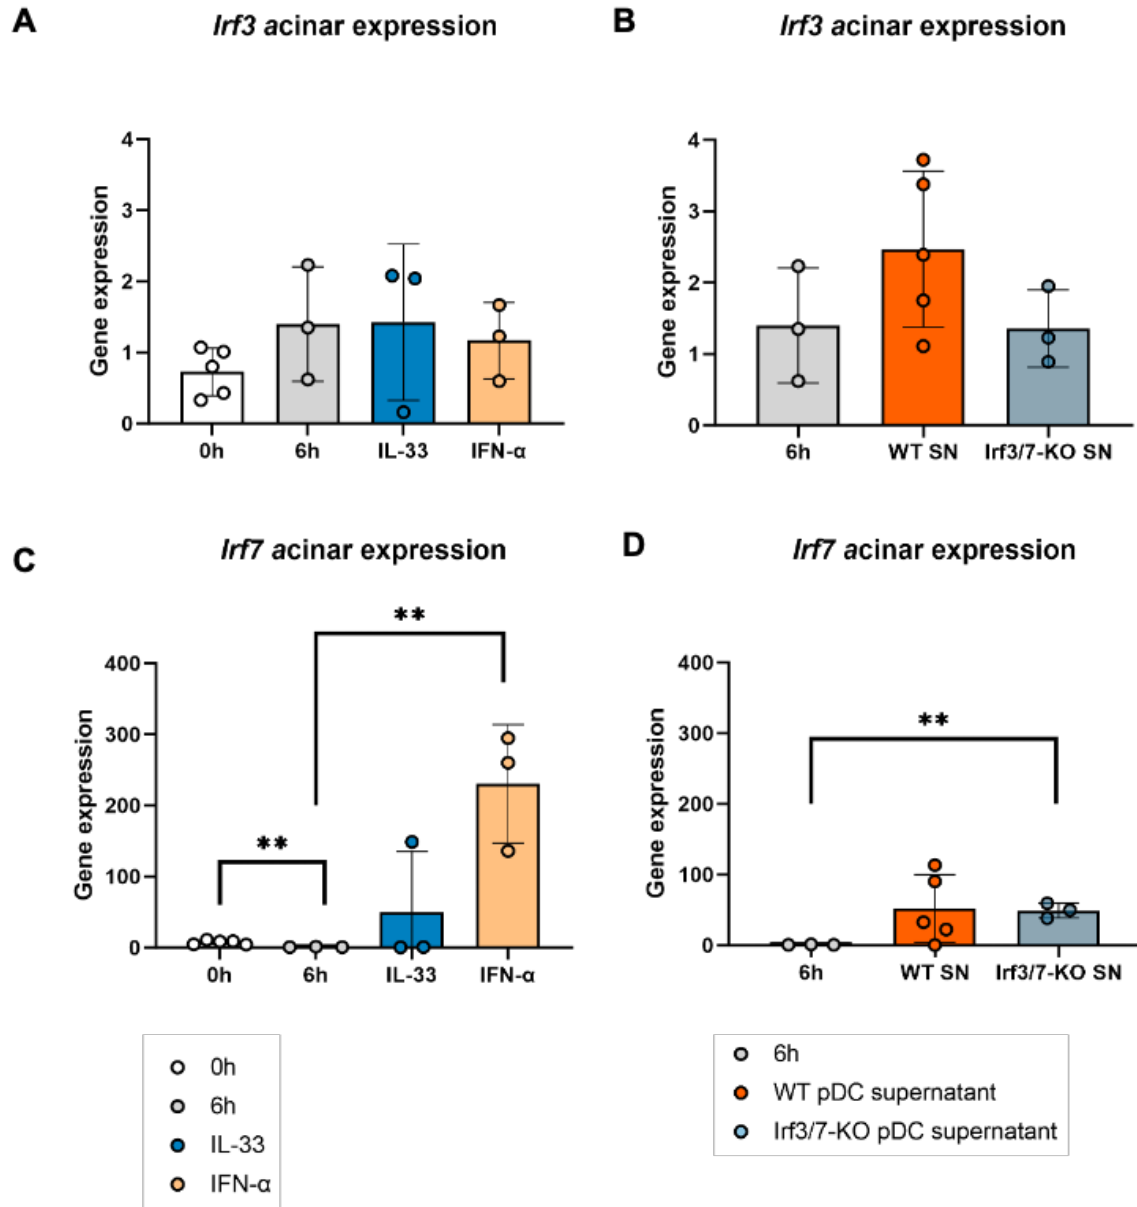 A
Irf3 acinar expression
4
3
2
1
0
Gene expression
0h
6h
IL-33
IFN-α
B
Irf3 acinar expression
4
3
2
1
0
Gene expression
6h
WT SN
Irf3/7-KO SN
C
Irf7 acinar expression
**
**
400
300
200
100
0
Gene expression
0h
6h
IL-33
IFN-α
0h
6h
IL-33
IFN-α
D
Irf7 acinar expression
**
400
300
200
100
0
Gene expression
6h
WT SN
Irf3/7-KO SN
6h
WT pDC supernatant
Irf3/7-KO pDC supernatant